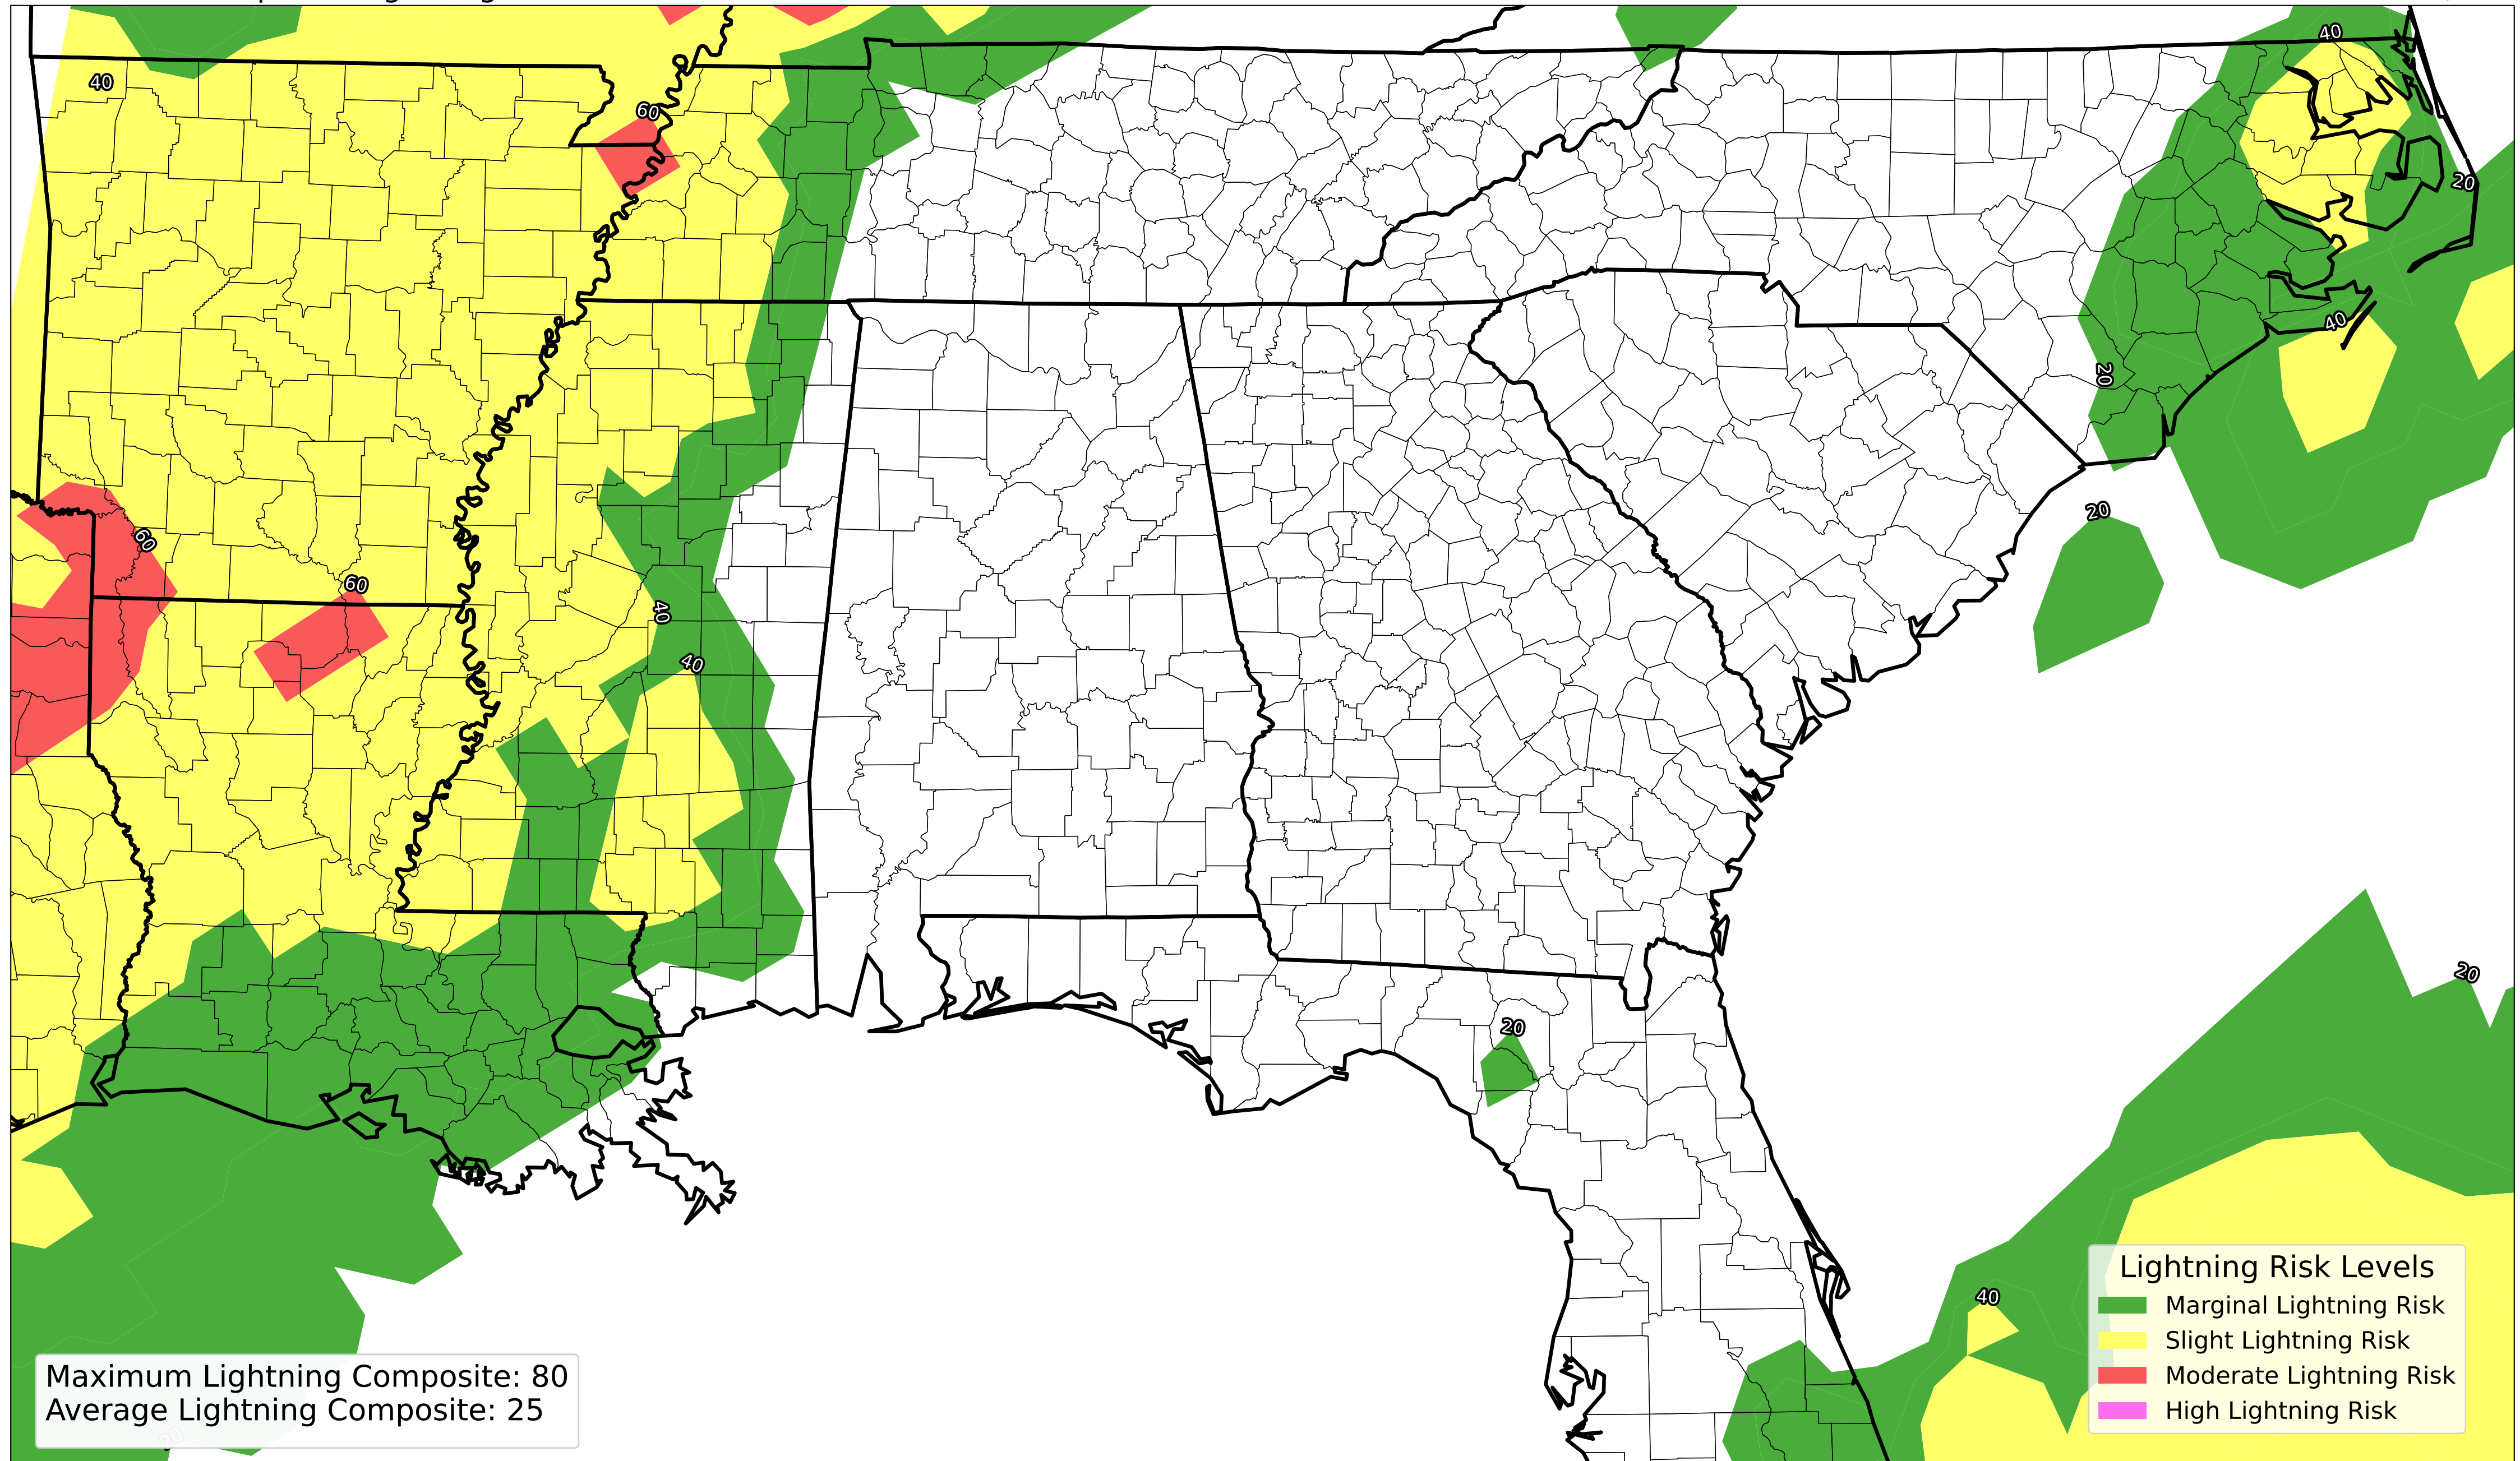 40
40
60
20
40
20
60
20
60
40
40
20
20
40
Lightning Risk Levels
Marginal Lightning Risk
Slight Lightning Risk
Moderate Lightning Risk
High Lightning Risk
Maximum Lightning Composite: 80
Average Lightning Composite: 25
20